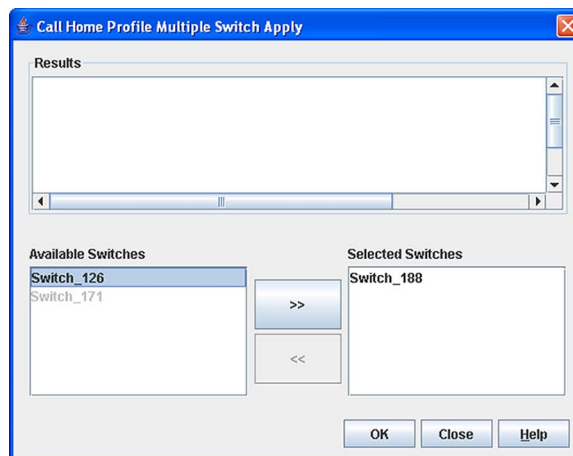 Call Home Profile Multiple Switch Apply
Results
Available Switches
Selected Switches
Switch_126
Switch_171
Switch_188
>>
<<
OK
Close
Help